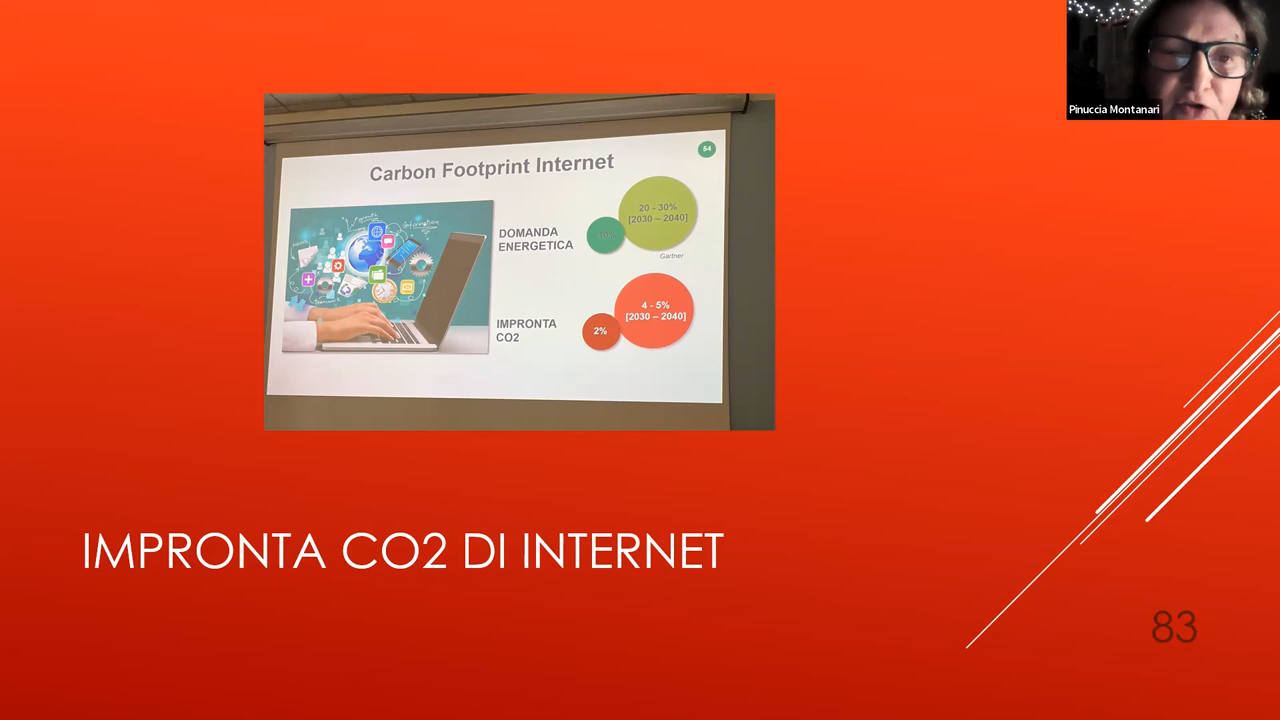 Pinuccia Montanari
Carbon Footprint Internet
54
DOMANDA
ENERGETICA
20 - 30%
[2030 – 2040]
Gartner
IMPRONTA
CO2
2%
4 - 5%
[2030 – 2040]
IMPRONTA CO2 DI INTERNET
83